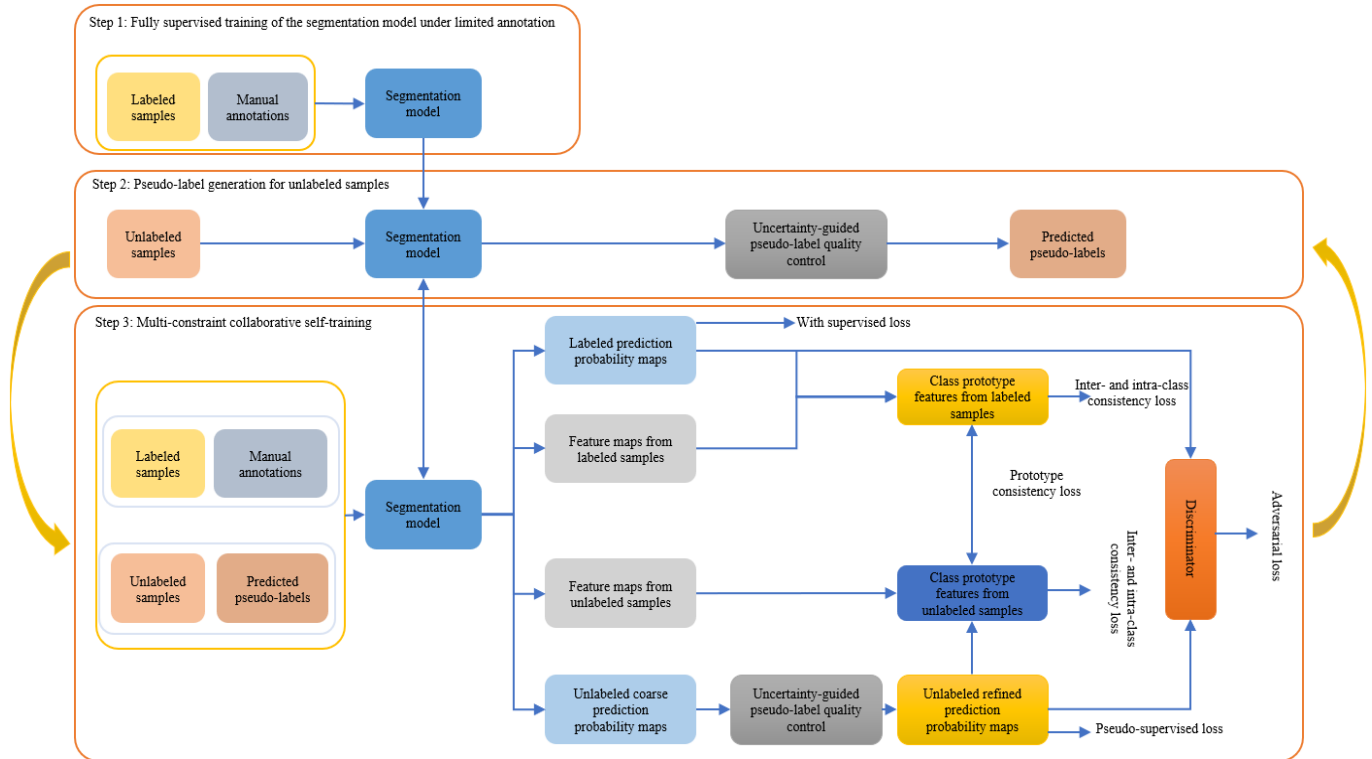 Step 1: Fully supervised training of the segmentation model under limited annotation
Labeled
samples
Manual
annotations
Segmentation
model
Step 2: Pseudo-label generation for unlabeled samples
Unlabeled
samples
Segmentation
model
Uncertainty-guided
pseudo-label quality
control
Predicted
pseudo-labels
Step 3: Multi-constraint collaborative self-training
Labeled
samples
Manual
annotations
Unlabeled
samples
Predicted
pseudo-labels
Segmentation
model
Labeled prediction
probability maps
With supervised loss
Feature maps from
labeled samples
Class prototype
features from labeled
samples
Inter- and intra-class
consistency loss
Prototype
consistency loss
Feature maps from
unlabeled samples
Class prototype
features from
unlabeled samples
Inter- and intra-class
consistency loss
Discriminator
Adversarial loss
Unlabeled coarse
prediction
probability maps
Uncertainty-guided
pseudo-label quality
control
Unlabeled refined
prediction
probability maps
Pseudo-supervised loss